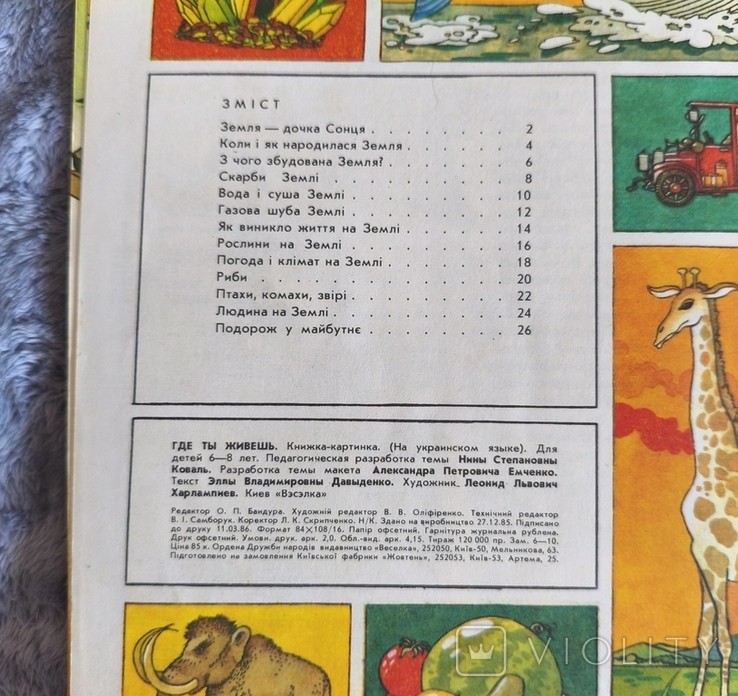 ЗМІСТ
Земля — дочка Сонця . . . . . . . . 2
Коли і як народилася Земля . . . . . . 4
З чого збудована Земля? . . . . . . . 6
Скарби Землі . . . . . . . . . 8
Вода і суша Землі . . . . . . . . . 10
Газова шуба Землі . . . . . . . . . 12
Як виникло життя на Землі . . . . . . 14
Рослини на Землі . . . . . . . . . 16
Погода і клімат на Землі . . . . . . . 18
Риби . . . . . . . . . . . . . 20
Птахи, комахи, звірі . . . . . . . . 22
Людина на Землі . . . . . . . . . 24
Подорож у майбутнє . . . . . . . . 26
ГДЕ ТЫ ЖИВЕШЬ. Книжка-картинка. (На украинском языке). Для
детей 6—8 лет. Педагогическая разработка темы Нины Степановны
Коваль. Разработка темы макета Александра Петровича Емченко.
Текст Эллы Владимировны Давыденко. Художник Леонид Львович
Харлампиев. Киев «Вэсэлка»
Редактор О. П. Бандура. Художній редактор В. В. Оліфіренко. Технічний редактор
В. І. Самборук. Коректор Л. К. Скрипченко. Н/К. Здано на виробництво 27.12.85. Підписано
до друку 11.03.86. Формат 84×108/16. Папір офсетний. Гарнітура журнальна рублена.
Друк офсетний. Умовн. друк. арк. 2,0. Обл.-вид. арк. 4,15. Тираж 120 000 пр. Зам. 6—10.
Ціна 85 к. Ордена Дружби народів видавництво «Веселка», 252050, Київ-50, Мельникова, 63.
Підготовлено на замовлення Київської фабрики «Жовтень», 252053, Київ-53, Артема, 25.
VIOLITY